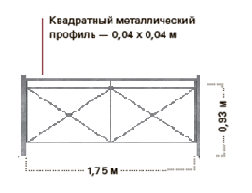 Квадратный металлический
профиль — 0,04 х 0,04 м
0,93 м
1,75 м